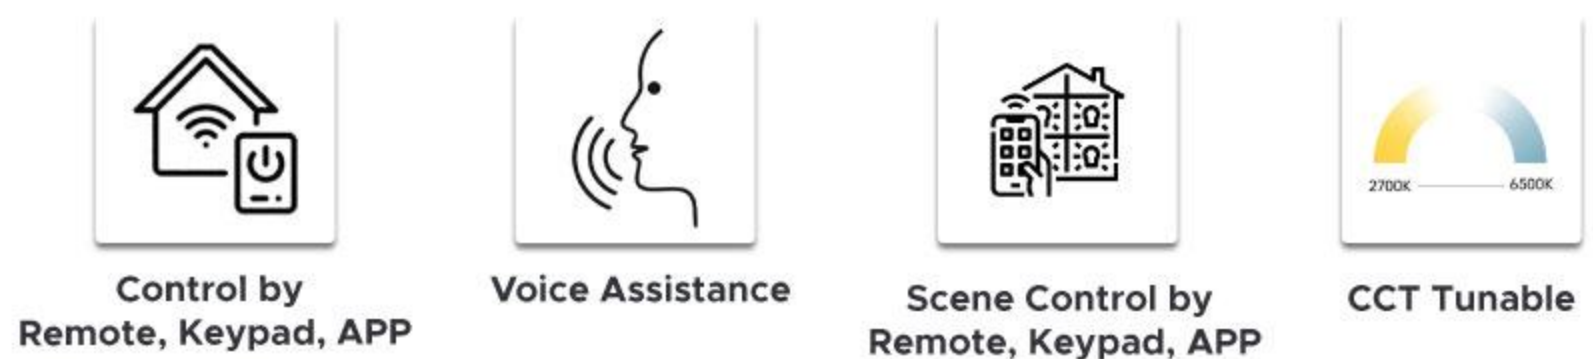 2700K
6500K
Control by
Remote, Keypad, APP
Voice Assistance
Scene Control by
Remote, Keypad, APP
CCT Tunable